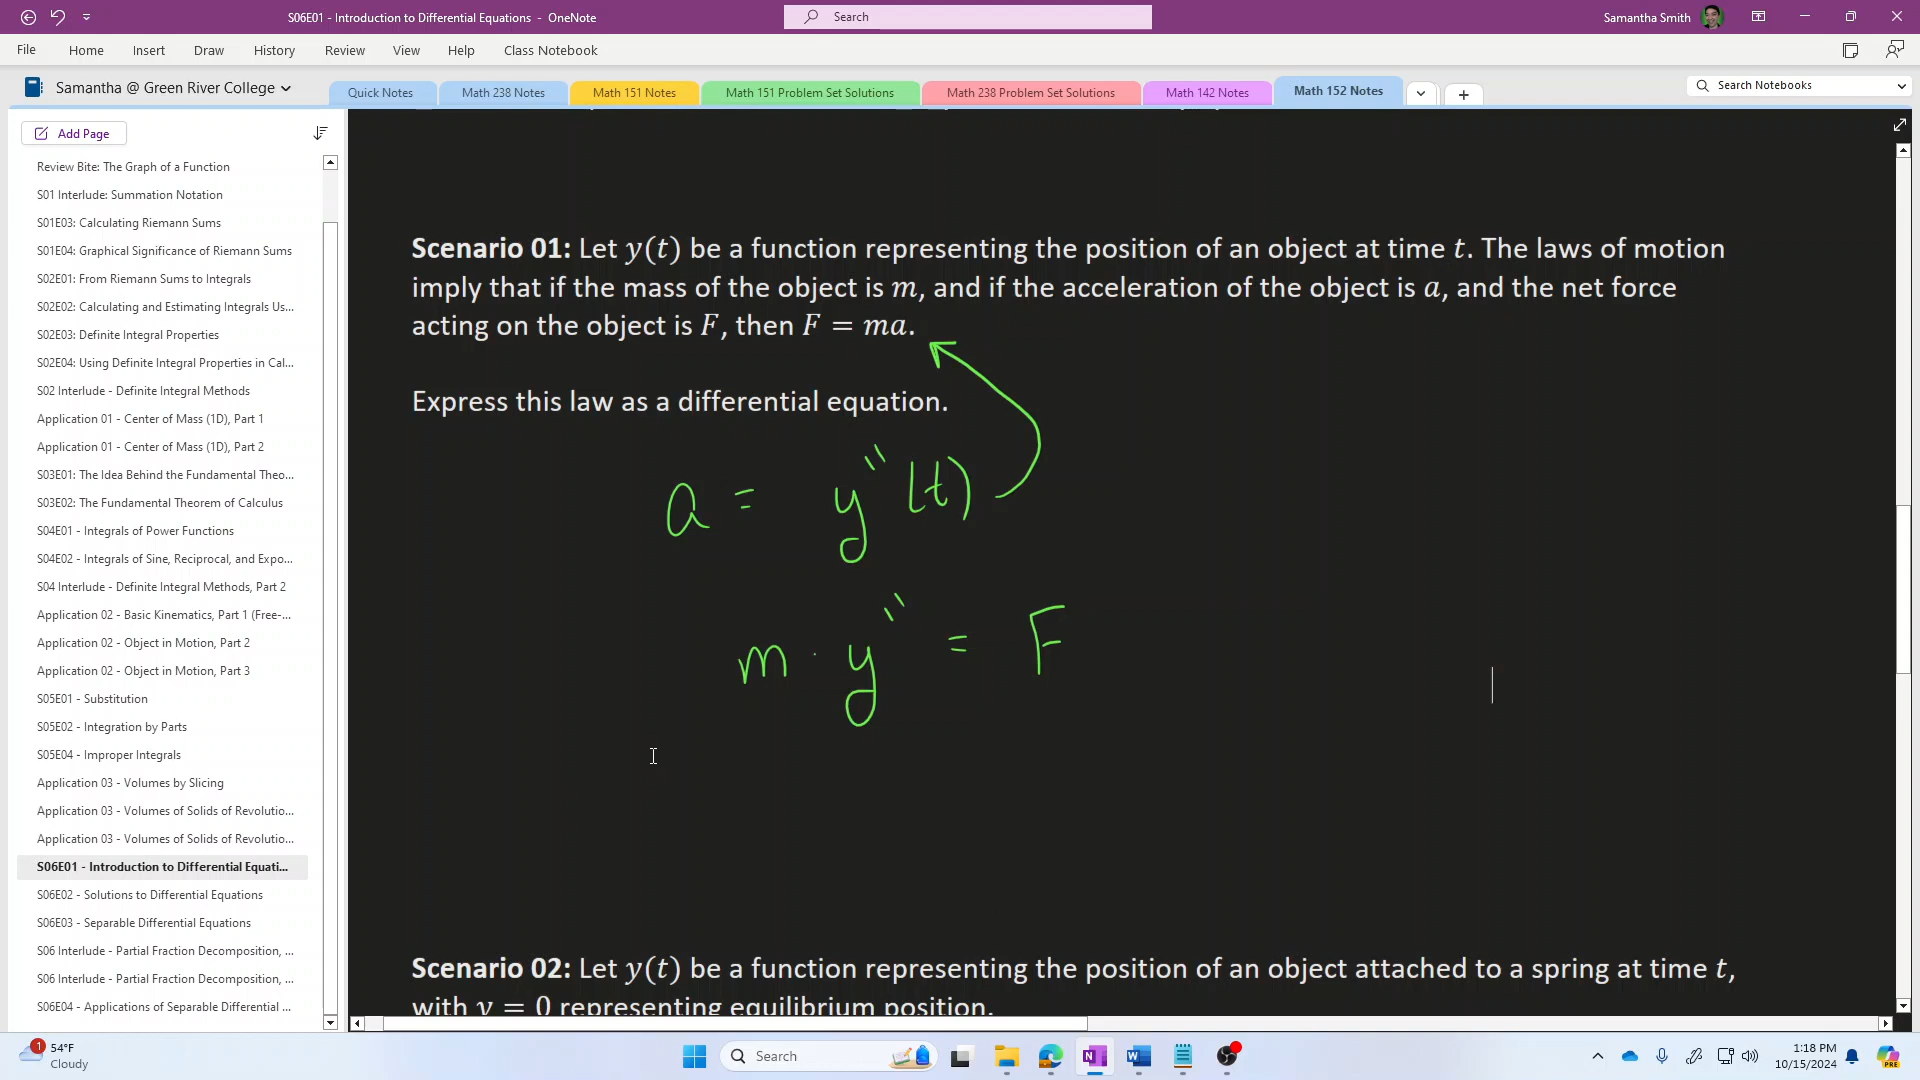 S06E01 - Introduction to Differential Equations - OneNote
Search
Samantha Smith
File Home Insert Draw History Review View Help Class Notebook
Samantha @ Green River College
Quick Notes
Math 238 Notes
Math 151 Notes
Math 151 Problem Set Solutions
Math 238 Problem Set Solutions
Math 142 Notes
Math 152 Notes
Search Notebooks
Add Page
Review Bite: The Graph of a Function
S01 Interlude: Summation Notation
S01E03: Calculating Riemann Sums
S01E04: Graphical Significance of Riemann Sums
S02E01: From Riemann Sums to Integrals
S02E02: Calculating and Estimating Integrals Us...
S02E03: Definite Integral Properties
S02E04: Using Definite Integral Properties in Cal...
S02 Interlude - Definite Integral Methods
Application 01 - Center of Mass (1D), Part 1
Application 01 - Center of Mass (1D), Part 2
S03E01: The Idea Behind the Fundamental Theo...
S03E02: The Fundamental Theorem of Calculus
S04E01 - Integrals of Power Functions
S04E02 - Integrals of Sine, Reciprocal, and Expo...
S04 Interlude - Definite Integral Methods, Part 2
Application 02 - Basic Kinematics, Part 1 (Free-...
Application 02 - Object in Motion, Part 2
Application 02 - Object in Motion, Part 3
S05E01 - Substitution
S05E02 - Integration by Parts
S05E04 - Improper Integrals
Application 03 - Volumes by Slicing
Application 03 - Volumes of Solids of Revolutio...
Application 03 - Volumes of Solids of Revolutio...
S06E01 - Introduction to Differential Equati...
S06E02 - Solutions to Differential Equations
S06E03 - Separable Differential Equations
S06 Interlude - Partial Fraction Decomposition, ...
S06 Interlude - Partial Fraction Decomposition, ...
S06E04 - Applications of Separable Differential ...
Scenario 01: Let y(t) be a function representing the position of an object at time t. The laws of motion
imply that if the mass of the object is m, and if the acceleration of the object is a, and the net force
acting on the object is F, then F = ma.
Express this law as a differential equation.
a = y''(t)
m · y'' = F
Scenario 02: Let y(t) be a function representing the position of an object attached to a spring at time t,
with y = 0 representing equilibrium position.
1
54°F
Cloudy
Search
PRE
1:18 PM
10/15/2024